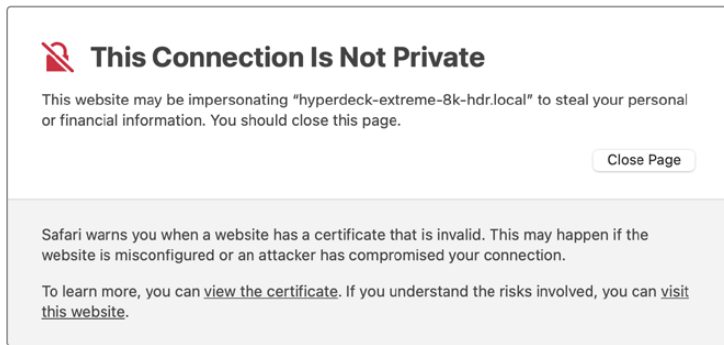 This Connection Is Not Private
This website may be impersonating “hyperdeck-extreme-8k-hdr.local” to steal your personal
or financial information. You should close this page.
Close Page
Safari warns you when a website has a certificate that is invalid. This may happen if the
website is misconfigured or an attacker has compromised your connection.
To learn more, you can view the certificate. If you understand the risks involved, you can visit
this website.